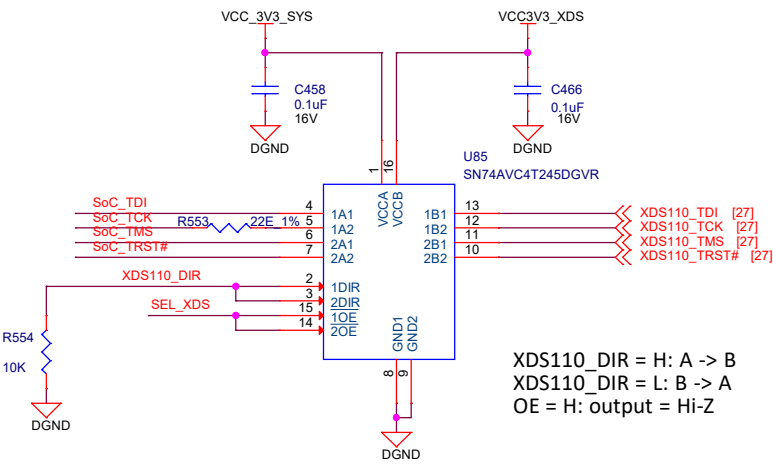 VCC_3V3_SYS
VCC3V3_XDS
C458
0.1uF
16V
DGND
C466
0.1uF
16V
DGND
U85
SN74AVC4T245DGVR
1
16
VCCA
VCCB
SoC_TDI
4
1A1
1B1
13
XDS110_TDI [27]
SoC_TCK
R553
22E_1%
5
1A2
1B2
12
XDS110_TCK [27]
SoC_TMS
6
2A1
2B1
11
XDS110_TMS [27]
SoC_TRST#
7
2A2
2B2
10
XDS110_TRST# [27]
XDS110_DIR
2
1DIR
3
2DIR
SEL_XDS
15
1OE
14
2OE
GND1
GND2
8
9
R554
10K
DGND
DGND
XDS110_DIR = H: A -> B
XDS110_DIR = L: B -> A
OE = H: output = Hi-Z